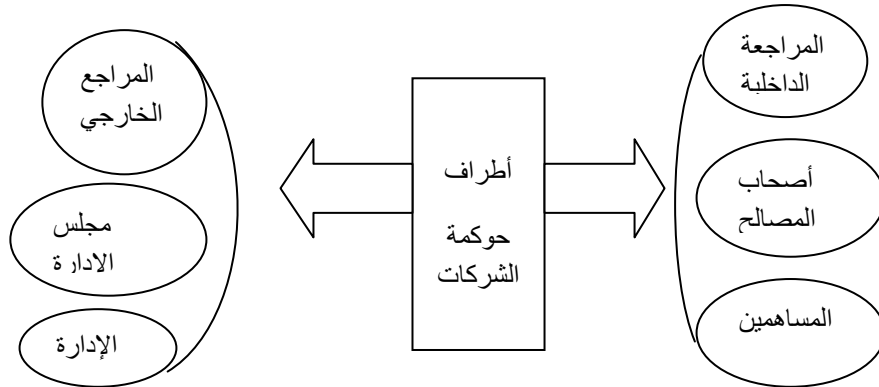 المراجعة
الداخلية
أصحاب
المصالح
المساهمين
أطراف
حوكمة
الشركات
المراجع
الخارجي
مجلس
الادارة
الإدارة